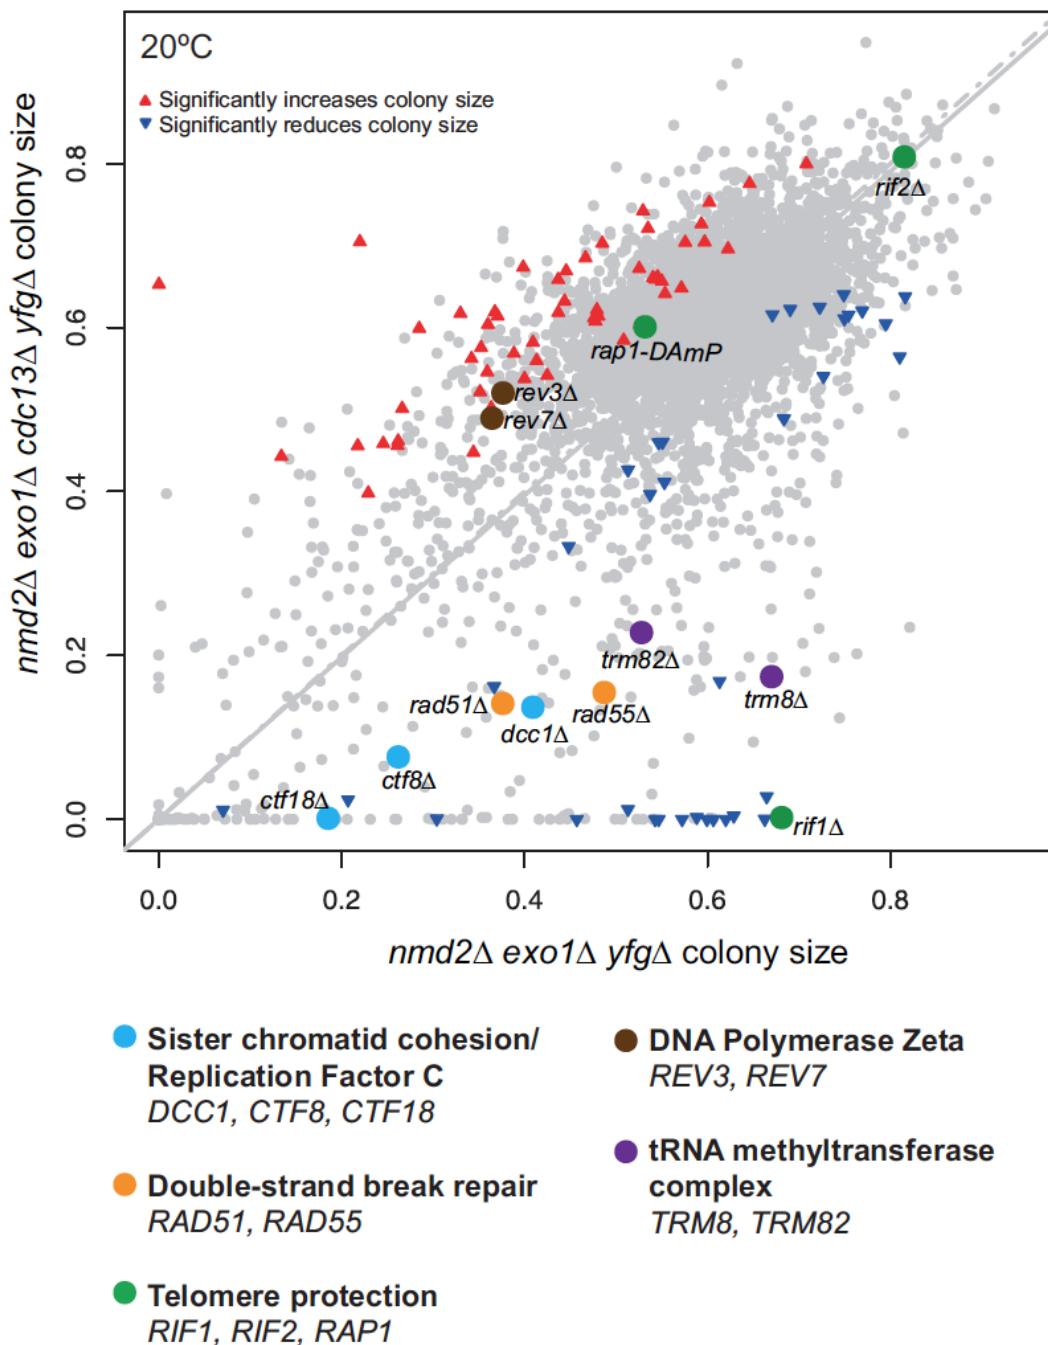 20ºC
Significantly increases colony size
Significantly reduces colony size
nmd2Δ exo1Δ cdc13Δ yfgΔ colony size
0.8
0.6
0.4
0.2
0.0
rif2Δ
rap1-DAmP
rev3Δ
rev7Δ
trm82Δ
trm8Δ
rad51Δ
rad55Δ
dcc1Δ
ctf8Δ
ctf18Δ
rif1Δ
0.0 0.2 0.4 0.6 0.8
nmd2Δ exo1Δ yfgΔ colony size
Sister chromatid cohesion/
Replication Factor C
DCC1, CTF8, CTF18
Double-strand break repair
RAD51, RAD55
Telomere protection
RIF1, RIF2, RAP1
DNA Polymerase Zeta
REV3, REV7
tRNA methyltransferase
complex
TRM8, TRM82